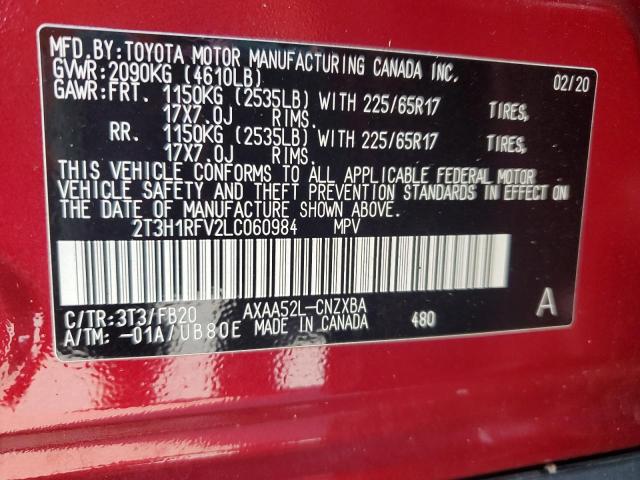 MFD.BY:TOYOTA MOTOR MANUFACTURING CANADA INC.
GVWR:2090KG (4610LB) 02/20
GAWR:FRT. 1150KG (2535LB) WITH 225/65R17 TIRES,
17X7.0J RIMS.
RR. 1150KG (2535LB) WITH 225/65R17 TIRES,
17X7.0J RIMS.
THIS VEHICLE CONFORMS TO ALL APPLICABLE FEDERAL MOTOR
VEHICLE SAFETY AND THEFT PREVENTION STANDARDS IN EFFECT ON
THE DATE OF MANUFACTURE SHOWN ABOVE.
2T3H1RFV2LC060984 MPV
C/TR:3T3/FB20 AXAA52L-CNZXBA A
A/TM:-01A/UB80E MADE IN CANADA 480